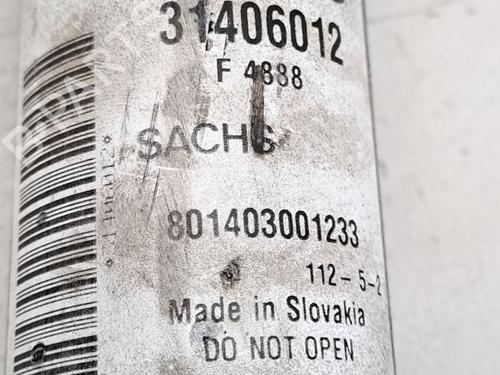 31406012
F 4888
SACHS
801403001233
112-5-2
Made in Slovakia
DO NOT OPEN